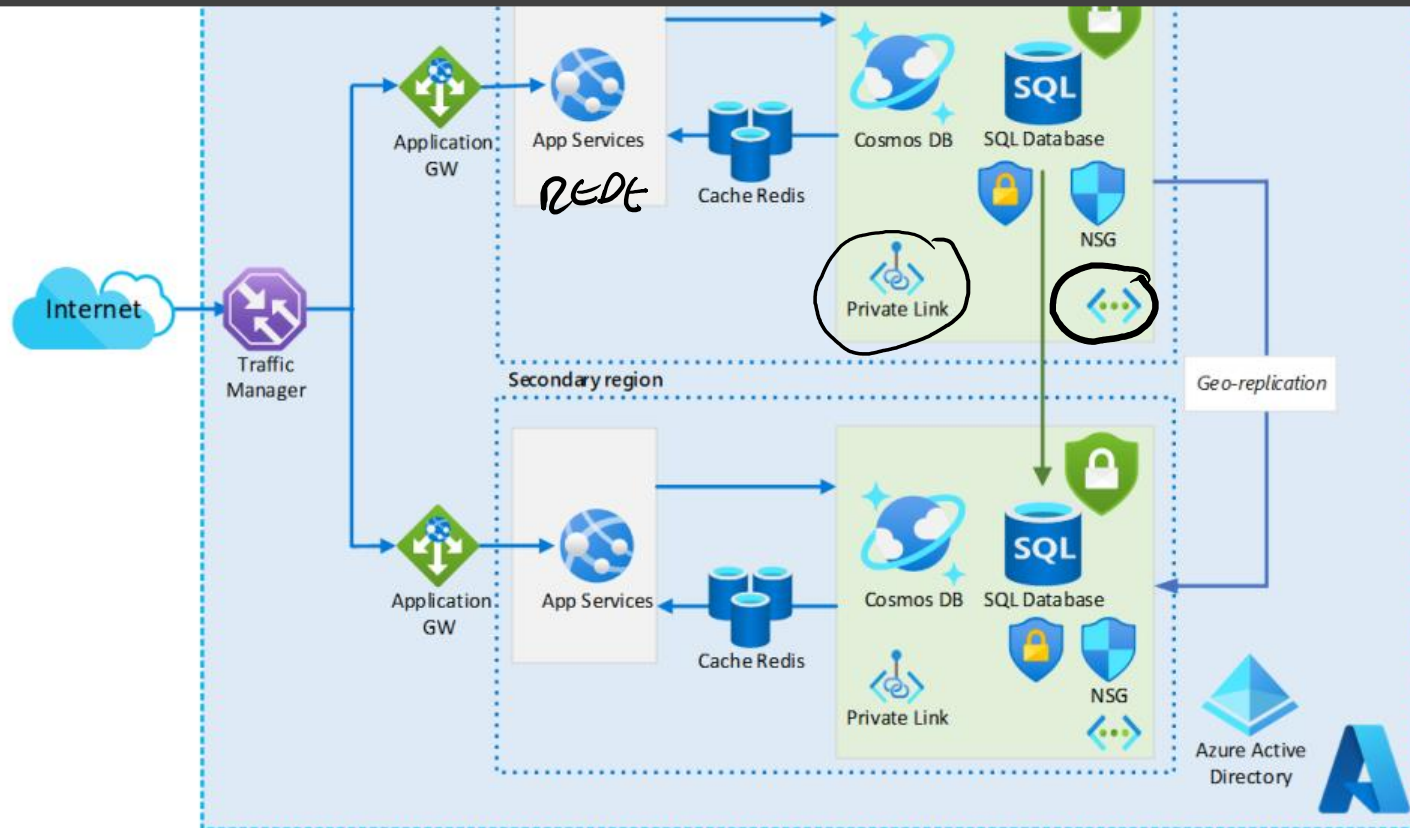 Application
GW
App Services
REDE
Cache Redis
Cosmos DB
SQL
SQL Database
NSG
Private Link
Internet
Traffic
Manager
Secondary region
Geo-replication
Application
GW
App Services
Cache Redis
Cosmos DB
SQL
SQL Database
NSG
Private Link
Azure Active
Directory